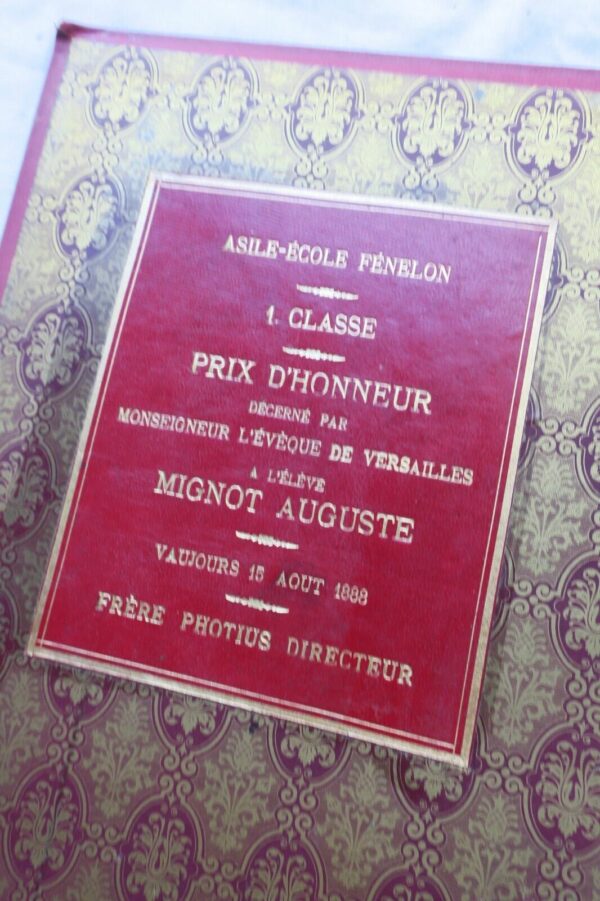 ASILE-ÉCOLE FÉNELON
1. CLASSE
PRIX D'HONNEUR
DÉCERNÉ PAR
MONSEIGNEUR L'ÉVÊQUE DE VERSAILLES
A L'ÉLÈVE
MIGNOT AUGUSTE
VAUJOURS 15 AOUT 1888
FRÈRE PHOTIUS DIRECTEUR